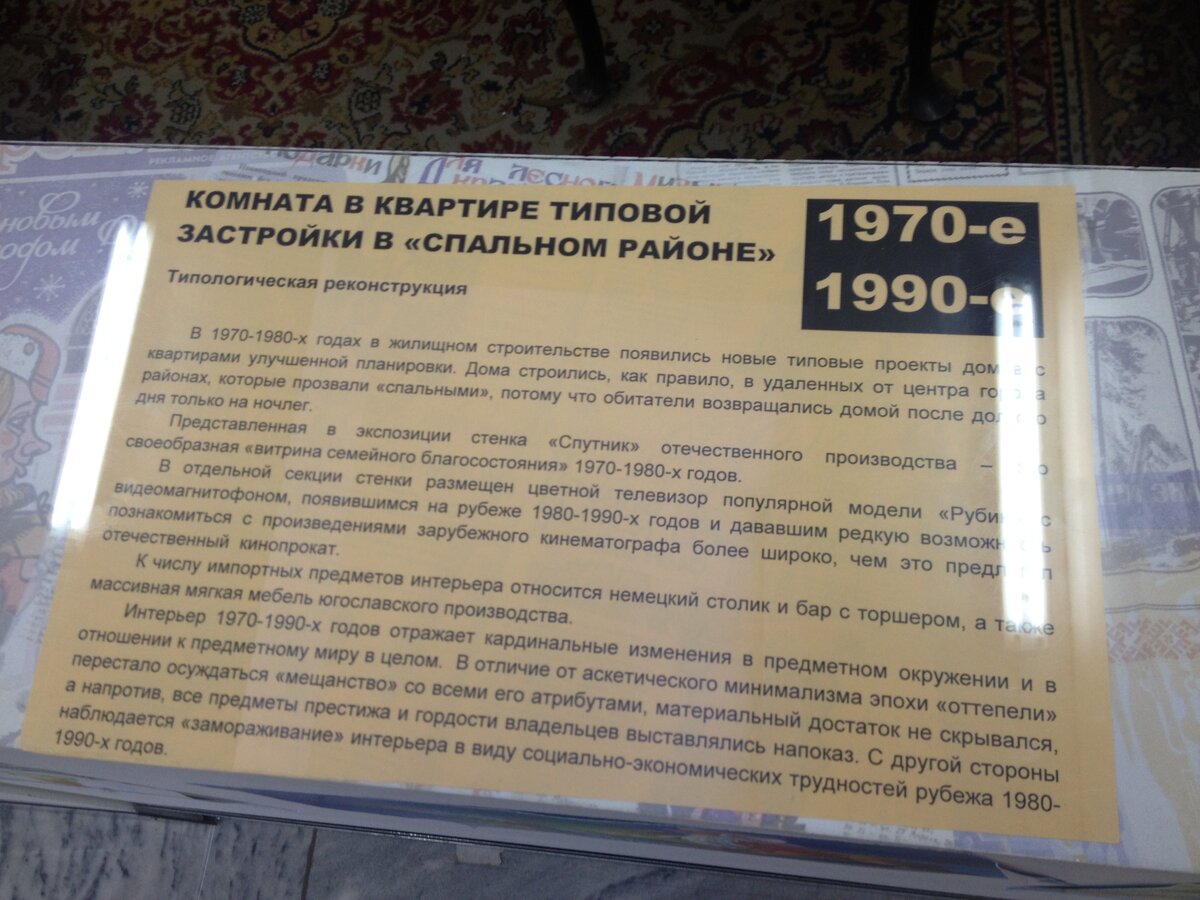 РЕКЛАМНОЕ
новым
годом
КОМНАТА В КВАРТИРЕ ТИПОВОЙ
ЗАСТРОЙКИ В «СПАЛЬНОМ РАЙОНЕ»
1970-е
1990-е
Типологическая реконструкция
В 1970-1980-х годах в жилищном строительстве появились новые типовые проекты с
квартирами улучшенной планировки. Дома строились, как правило, в удаленных от центра города
районах, которые прозвали «спальными», потому что обитатели возвращались домой после долгого
дня только на ночлег.
Представленная в экспозиции стенка «Спутник» отечественного производства – это
своеобразная «витрина семейного благосостояния» 1970-1980-х годов.
В отдельной секции стенки размещен цветной телевизор популярной модели «Рубин» с
видеомагнитофоном, появившимся на рубеже 1980-1990-х годов и дававшим редкую возможность
познакомиться с произведениями зарубежного кинематографа более широко, чем это предлагал
отечественный кинопрокат.
К числу импортных предметов интерьера относится немецкий столик и бар с торшером, а также
массивная мягкая мебель югославского производства.
Интерьер 1970-1990-х годов отражает кардинальные изменения в предметном окружении и в
отношении к предметному миру в целом. В отличие от аскетического минимализма эпохи «оттепели»
перестало осуждаться «мещанство» со всеми его атрибутами, материальный достаток не скрывался,
а напротив, все предметы престижа и гордости владельцев выставлялись напоказ. С другой стороны
наблюдается «замораживание» интерьера в виду социально-экономических трудностей рубежа 1980-
1990-х годов.